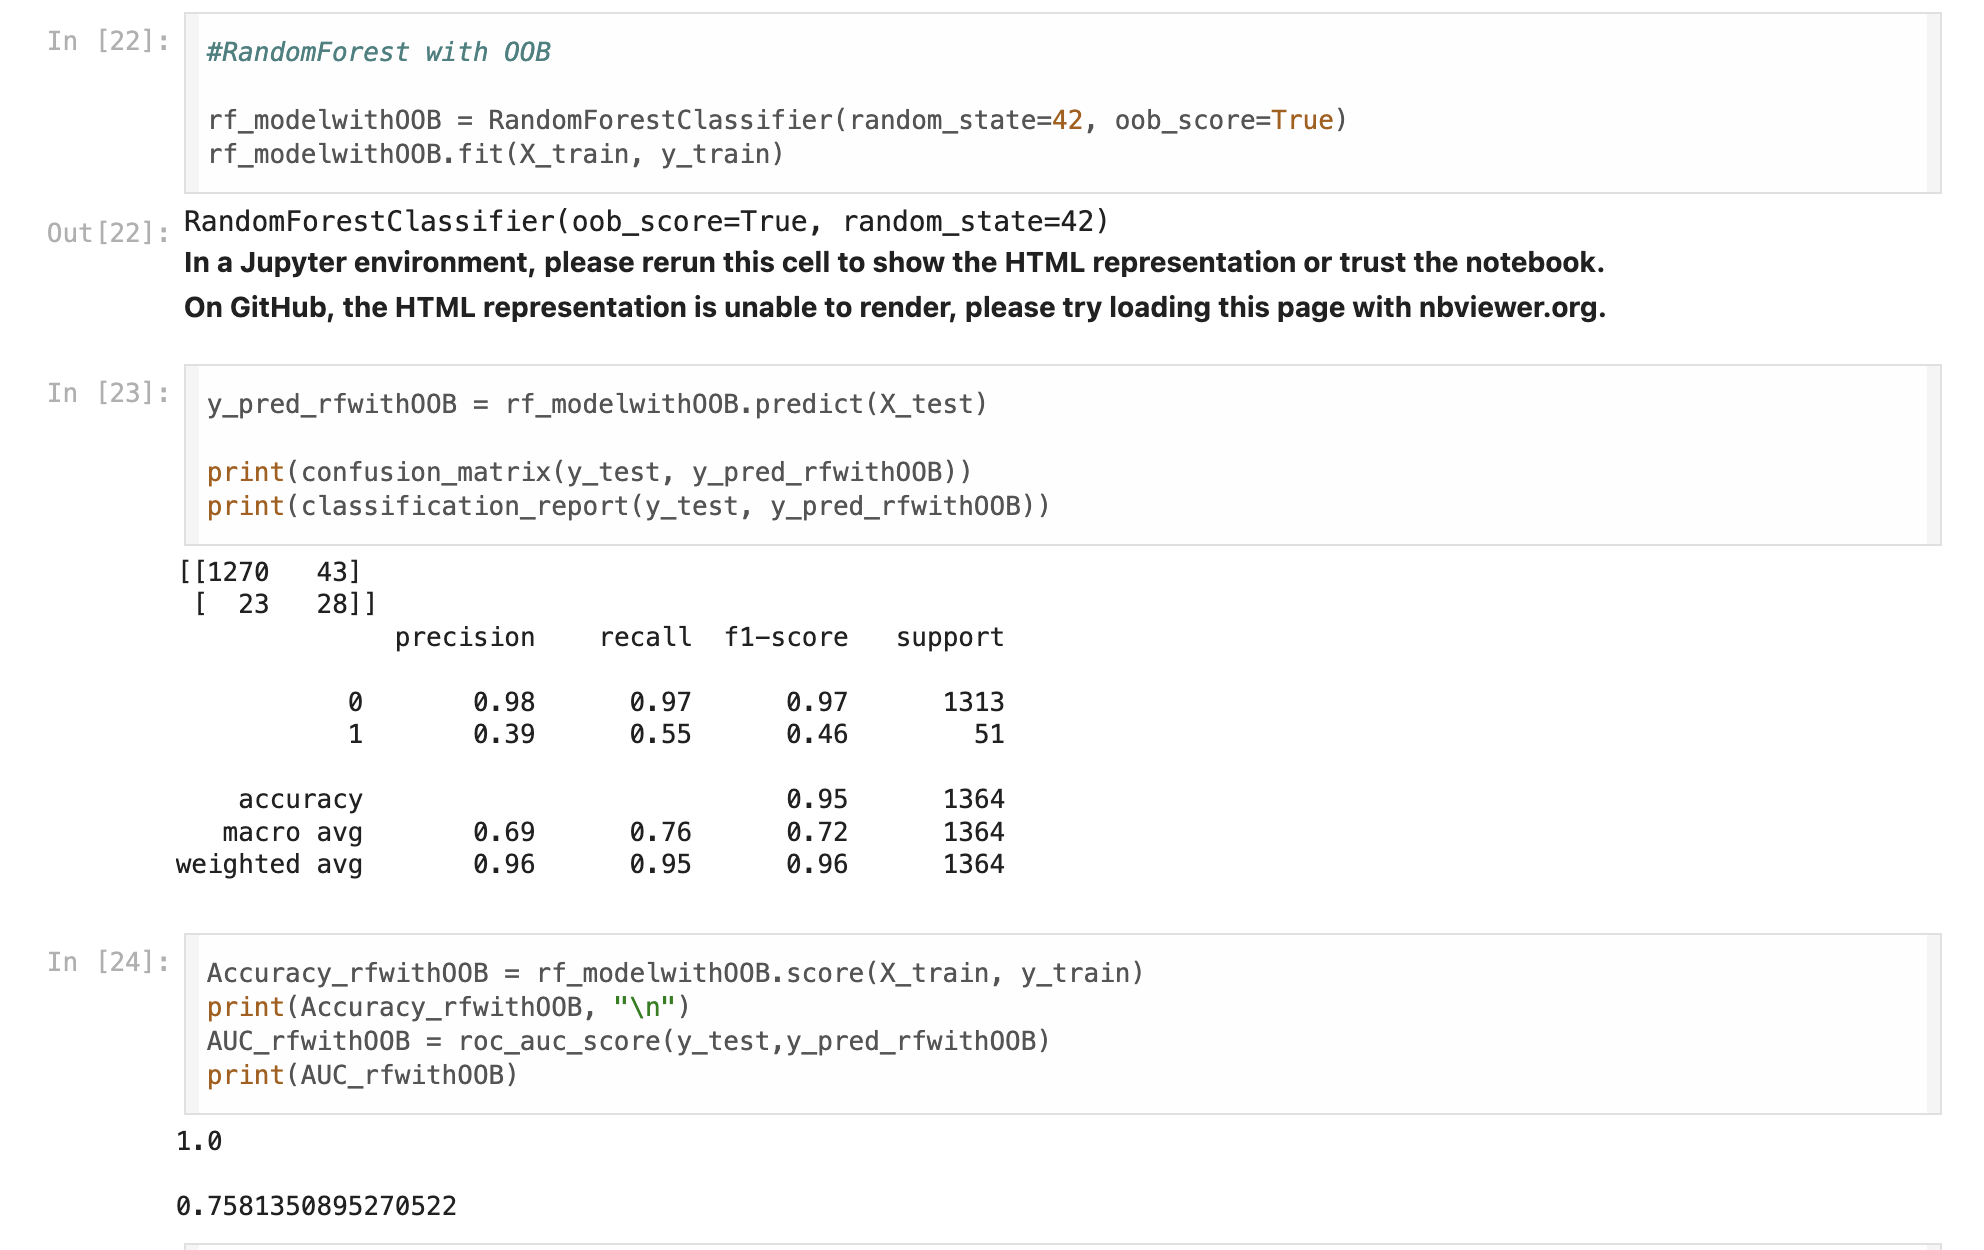 In [22]:
#RandomForest with OOB
rf_modelwithOOB = RandomForestClassifier(random_state=42, oob_score=True)
rf_modelwithOOB.fit(X_train, y_train)
Out[22]:
RandomForestClassifier(oob_score=True, random_state=42)
In a Jupyter environment, please rerun this cell to show the HTML representation or trust the notebook.
On GitHub, the HTML representation is unable to render, please try loading this page with nbviewer.org.
In [23]:
y_pred_rfwithOOB = rf_modelwithOOB.predict(X_test)
print(confusion_matrix(y_test, y_pred_rfwithOOB))
print(classification_report(y_test, y_pred_rfwithOOB))
[[1270   43]
 [  23   28]]
              precision    recall  f1-score   support
           0       0.98      0.97      0.97      1313
           1       0.39      0.55      0.46        51
    accuracy                           0.95      1364
   macro avg       0.69      0.76      0.72      1364
weighted avg       0.96      0.95      0.96      1364
In [24]:
Accuracy_rfwithOOB = rf_modelwithOOB.score(X_train, y_train)
print(Accuracy_rfwithOOB, "\n")
AUC_rfwithOOB = roc_auc_score(y_test,y_pred_rfwithOOB)
print(AUC_rfwithOOB)
1.0
0.7581350895270522